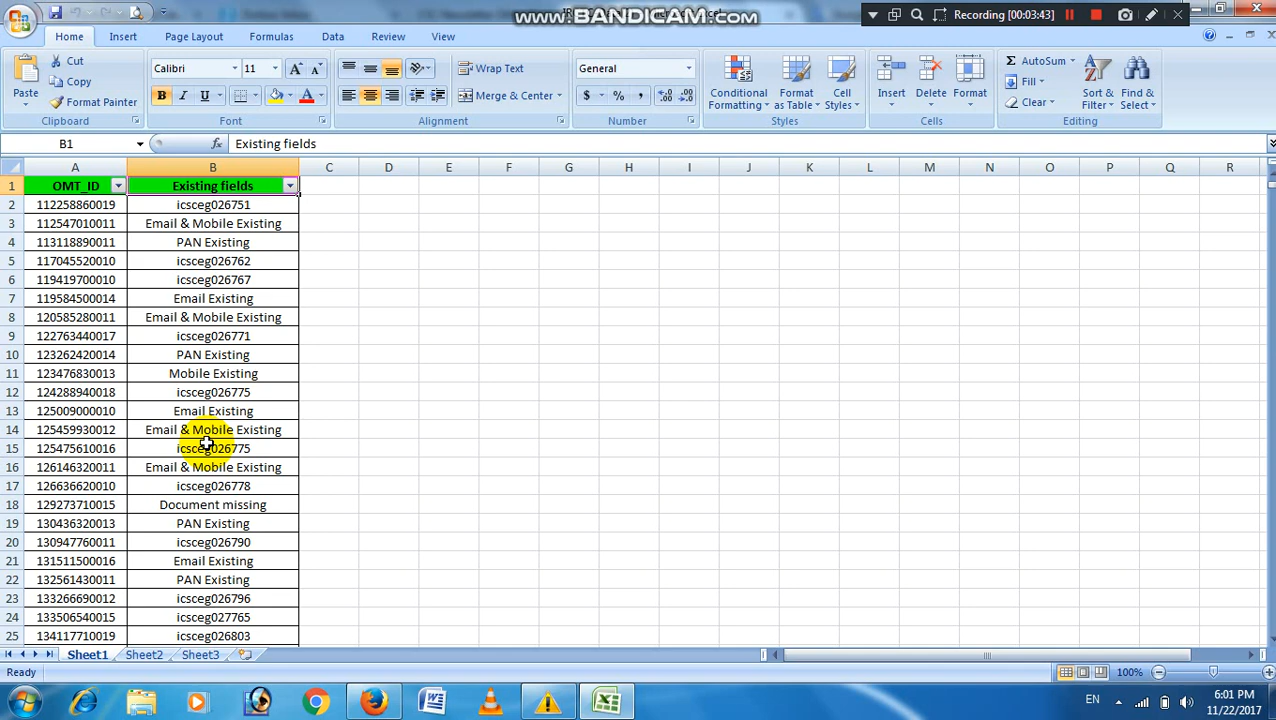 www.BANDICAM.com
Recording [00:03:43]
Home Insert Page Layout Formulas Data Review View
Paste
Cut
Copy
Format Painter
Clipboard
Calibri 11
B I U
Font
Wrap Text
Merge & Center
Alignment
General
$ % ,
Number
Conditional Formatting
Format as Table
Cell Styles
Styles
Insert Delete Format
Cells
AutoSum
Fill
Clear
Sort & Filter
Find & Select
Editing
B1 fx Existing fields
A B C D E F G H I J K L M N O P Q R
1 OMT_ID Existing fields
2 112258860019 icsceg026751
3 112547010011 Email & Mobile Existing
4 113118890011 PAN Existing
5 117045520010 icsceg026762
6 119419700010 icsceg026767
7 119584500014 Email Existing
8 120585280011 Email & Mobile Existing
9 122763440017 icsceg026771
10 123262420014 PAN Existing
11 123476830013 Mobile Existing
12 124288940018 icsceg026775
13 125009000010 Email Existing
14 125459930012 Email & Mobile Existing
15 125475610016 icsceg026775
16 126146320011 Email & Mobile Existing
17 126636620010 icsceg026778
18 129273710015 Document missing
19 130436320013 PAN Existing
20 130947760011 icsceg026790
21 131511500016 Email Existing
22 132561430011 PAN Existing
23 133266690012 icsceg026796
24 133506540015 icsceg027765
25 134117710019 icsceg026803
Sheet1 Sheet2 Sheet3
Ready 100%
EN 6:01 PM
11/22/2017